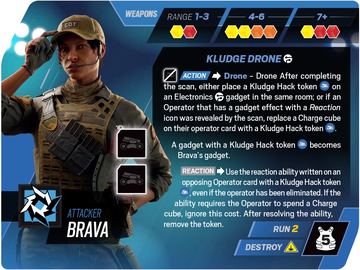 WEAPONS RANGE 1-3 4-6 7+
COT
KLUDGE DRONE
ACTION Drone - Drone After completing
the scan, either place a Kludge Hack token
on an Electronics gadget in the same room; or if an
Operator that has a gadget effect with a Reaction
icon was revealed by the scan, replace a Charge cube
on their operator card with a Kludge Hack token .
A gadget with a Kludge Hack token becomes
Brava's gadget.
REACTION Use the reaction ability written on an
opposing Operator card with a Kludge Hack token
, even if the operator has been eliminated. If the
ability requires the Operator to spend a Charge
cube, ignore this cost. After resolving the ability,
remove the token.
ATTACKER
BRAVA
RUN 2
DESTROY
5